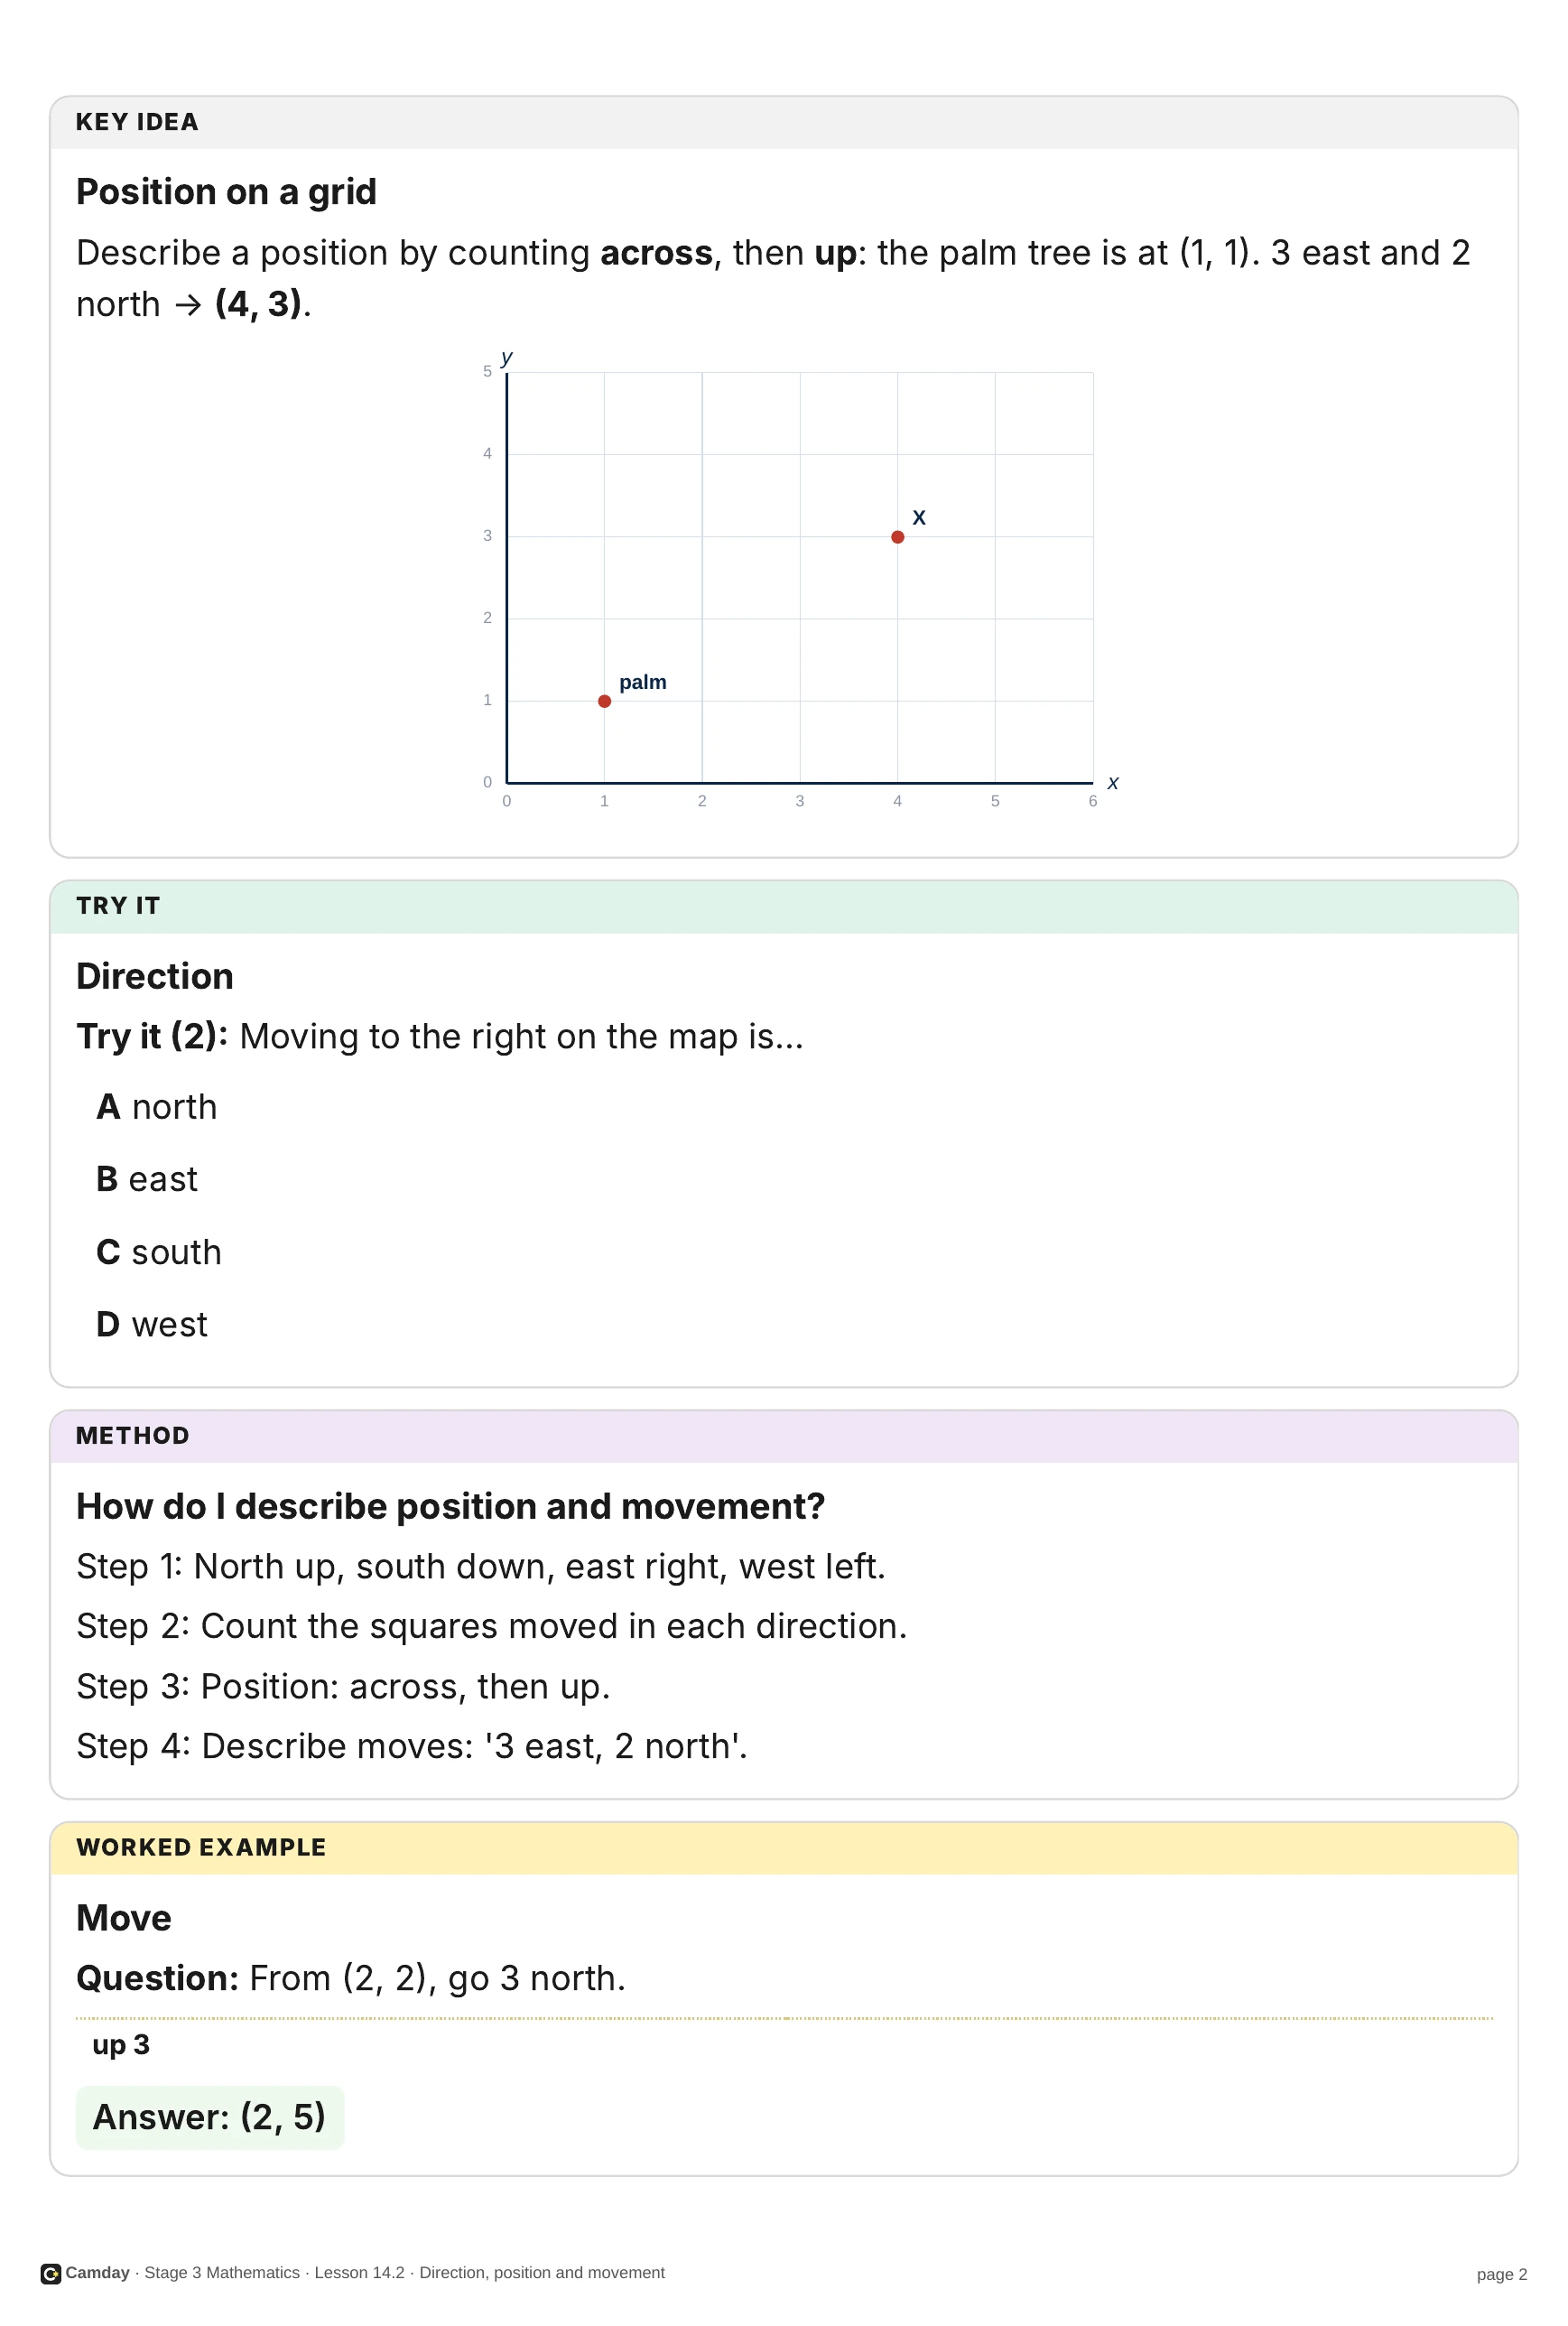 KEY IDEA
Position on a grid
Describe a position by counting across, then up: the palm tree is at (1, 1). 3 east and 2
north → (4, 3).
y
5
4
3
2
1
0
X
palm
x
0 1 2 3 4 5 6
TRY IT
Direction
Try it (2): Moving to the right on the map is...
A north
B east
C south
D west
METHOD
How do I describe position and movement?
Step 1: North up, south down, east right, west left.
Step 2: Count the squares moved in each direction.
Step 3: Position: across, then up.
Step 4: Describe moves: '3 east, 2 north'.
WORKED EXAMPLE
Move
Question: From (2, 2), go 3 north.
up 3
Answer: (2, 5)
Camday · Stage 3 Mathematics · Lesson 14.2 · Direction, position and movement
page 2